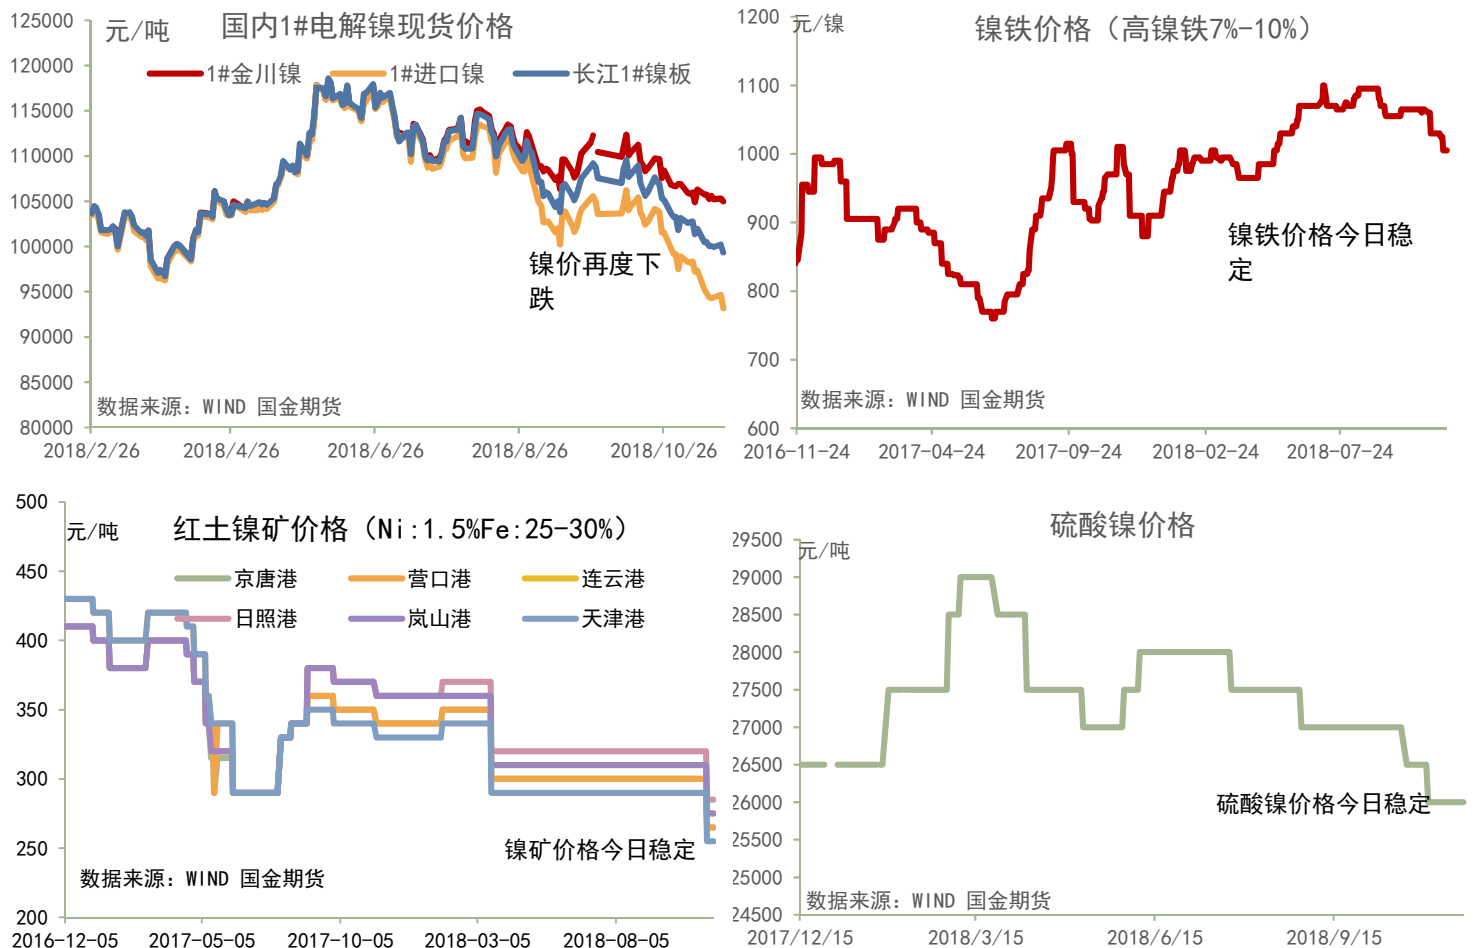 国内1#电解镍现货价格
元/吨
1#金川镍
1#进口镍
长江1#镍板
125000
120000
115000
110000
105000
100000
95000
90000
85000
80000
镍价再度下
跌
数据来源：WIND 国金期货
2018/2/26
2018/4/26
2018/6/26
2018/8/26
2018/10/26
镍铁价格（高镍铁7%-10%）
元/镍
1200
1100
1000
900
800
700
600
镍铁价格今日稳
定
数据来源：WIND 国金期货
2016-11-24
2017-04-24
2017-09-24
2018-02-24
2018-07-24
红土镍矿价格（Ni:1.5%Fe:25-30%）
元/吨
京唐港
营口港
连云港
日照港
岚山港
天津港
500
450
400
350
300
250
200
镍矿价格今日稳定
数据来源：WIND 国金期货
2016-12-05
2017-05-05
2017-10-05
2018-03-05
2018-08-05
硫酸镍价格
元/吨
29500
29000
28500
28000
27500
27000
26500
26000
25500
25000
24500
硫酸镍价格今日稳定
数据来源：WIND 国金期货
2017/12/15
2018/3/15
2018/6/15
2018/9/15